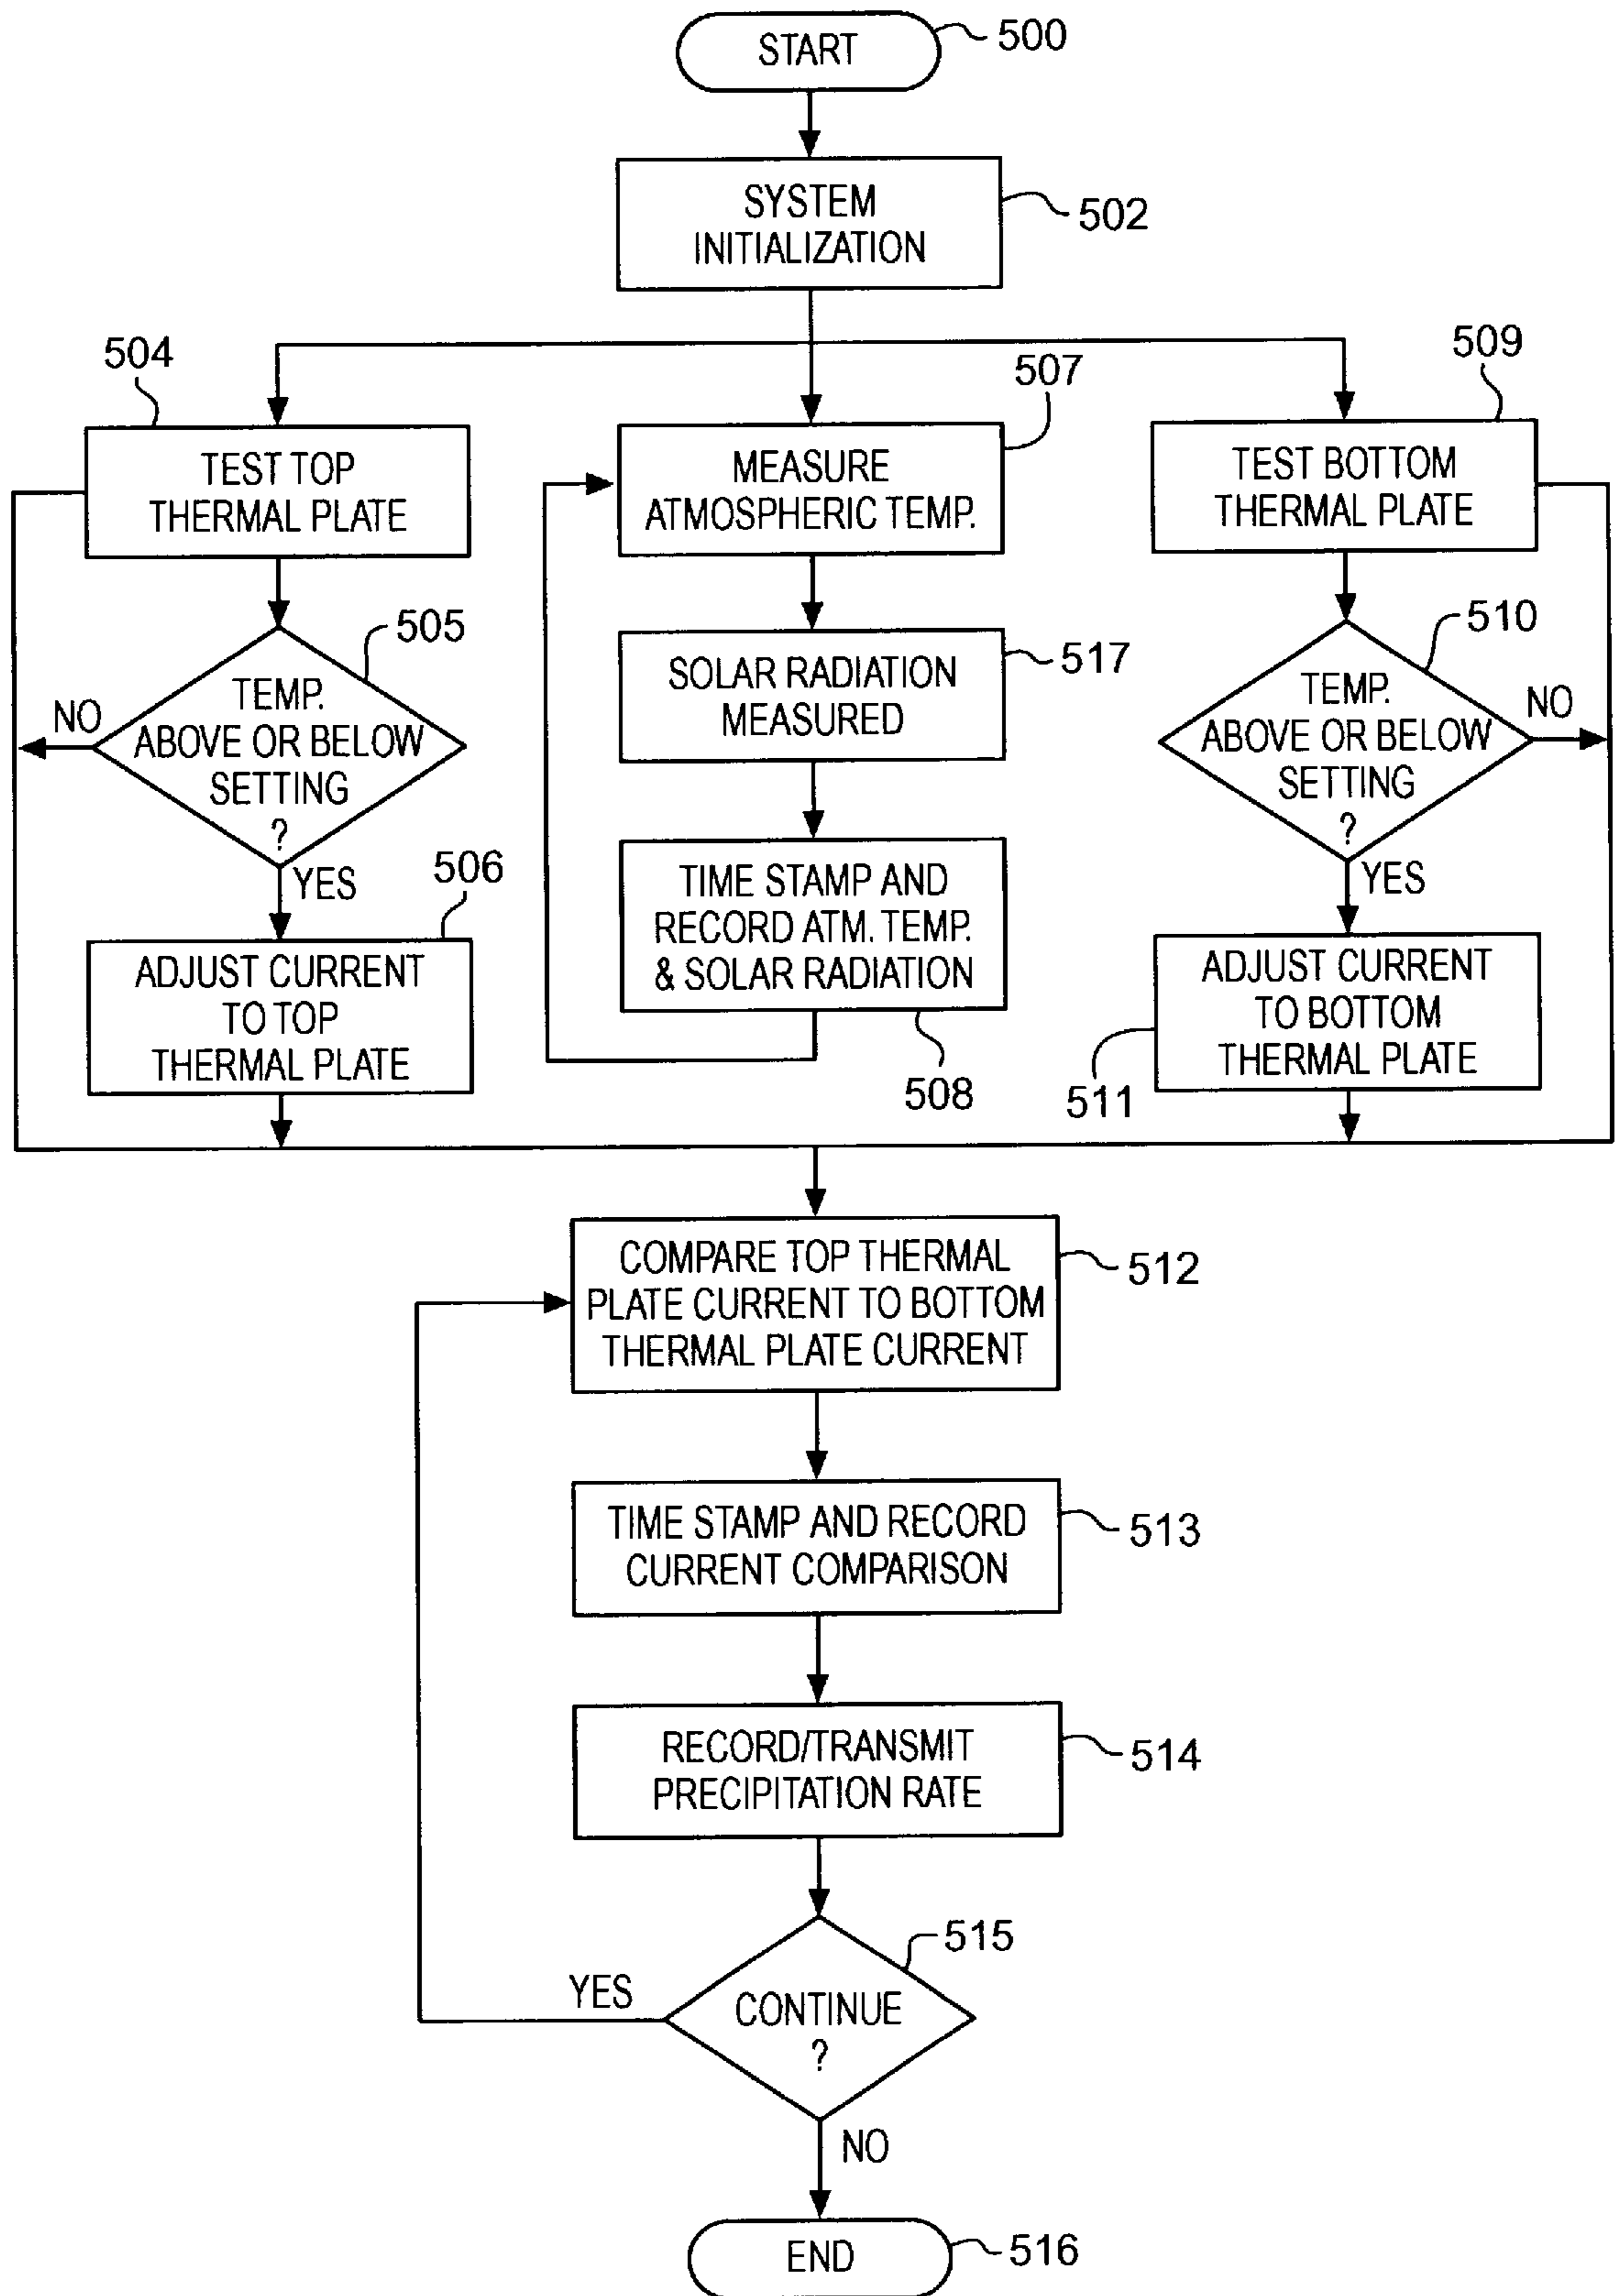 START
500
SYSTEM
INITIALIZATION
502
504
TEST TOP
THERMAL PLATE
505
TEMP.
ABOVE OR BELOW
SETTING
?
NO
YES
506
ADJUST CURRENT
TO TOP
THERMAL PLATE
507
MEASURE
ATMOSPHERIC TEMP.
SOLAR RADIATION
MEASURED
517
TIME STAMP AND
RECORD ATM. TEMP.
& SOLAR RADIATION
508
509
TEST BOTTOM
THERMAL PLATE
510
TEMP.
ABOVE OR BELOW
SETTING
?
NO
YES
ADJUST CURRENT
TO BOTTOM
THERMAL PLATE
511
COMPARE TOP THERMAL
PLATE CURRENT TO BOTTOM
THERMAL PLATE CURRENT
512
TIME STAMP AND RECORD
CURRENT COMPARISON
513
RECORD/TRANSMIT
PRECIPITATION RATE
514
515
CONTINUE
?
YES
NO
END
516